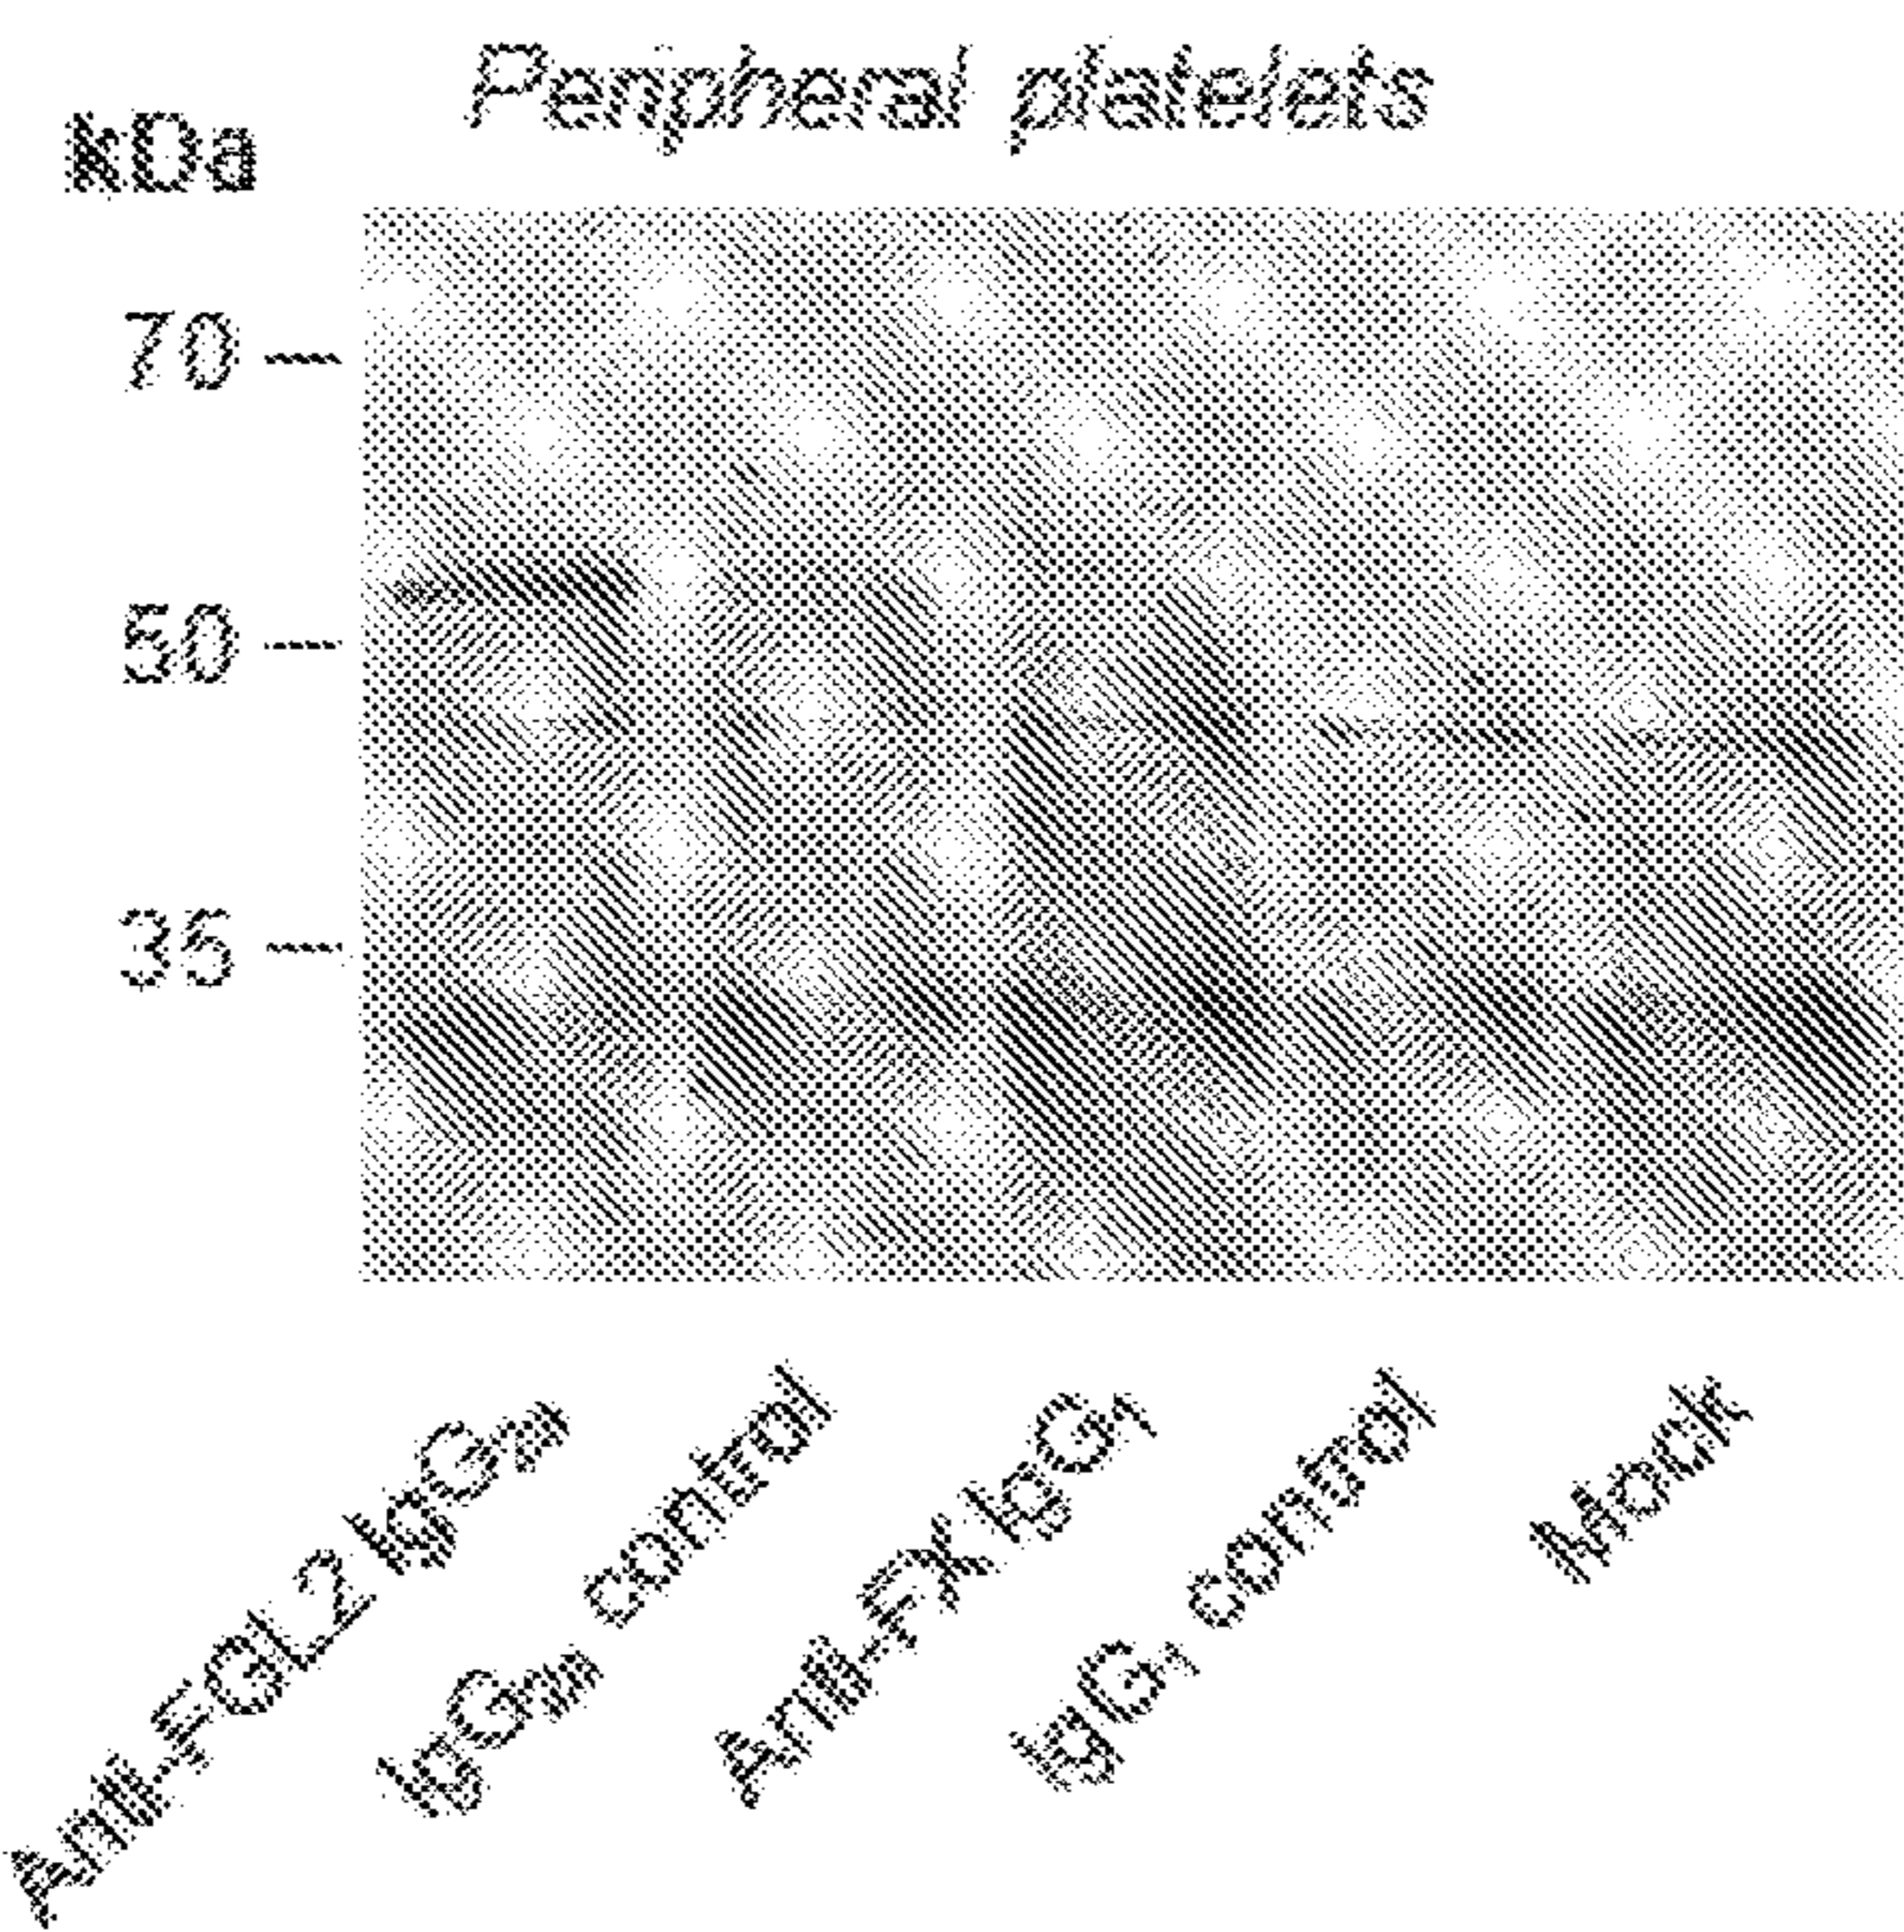 Peripheral platelets
kDa
70
50
35
Anti-FGL2 IgG2a
IgG2a control
Anti-FX IgG1
IgG1 control
Mock